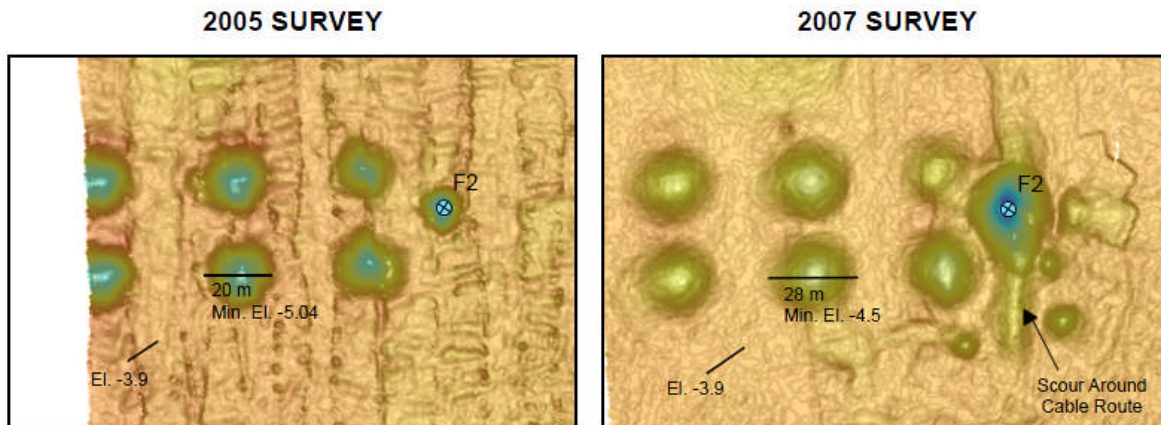 2005 SURVEY
F2
20 m
Min. El. -5.04
El. -3.9
2007 SURVEY
F2
28 m
Min. El. -4.5
El. -3.9
Scour Around
Cable Route